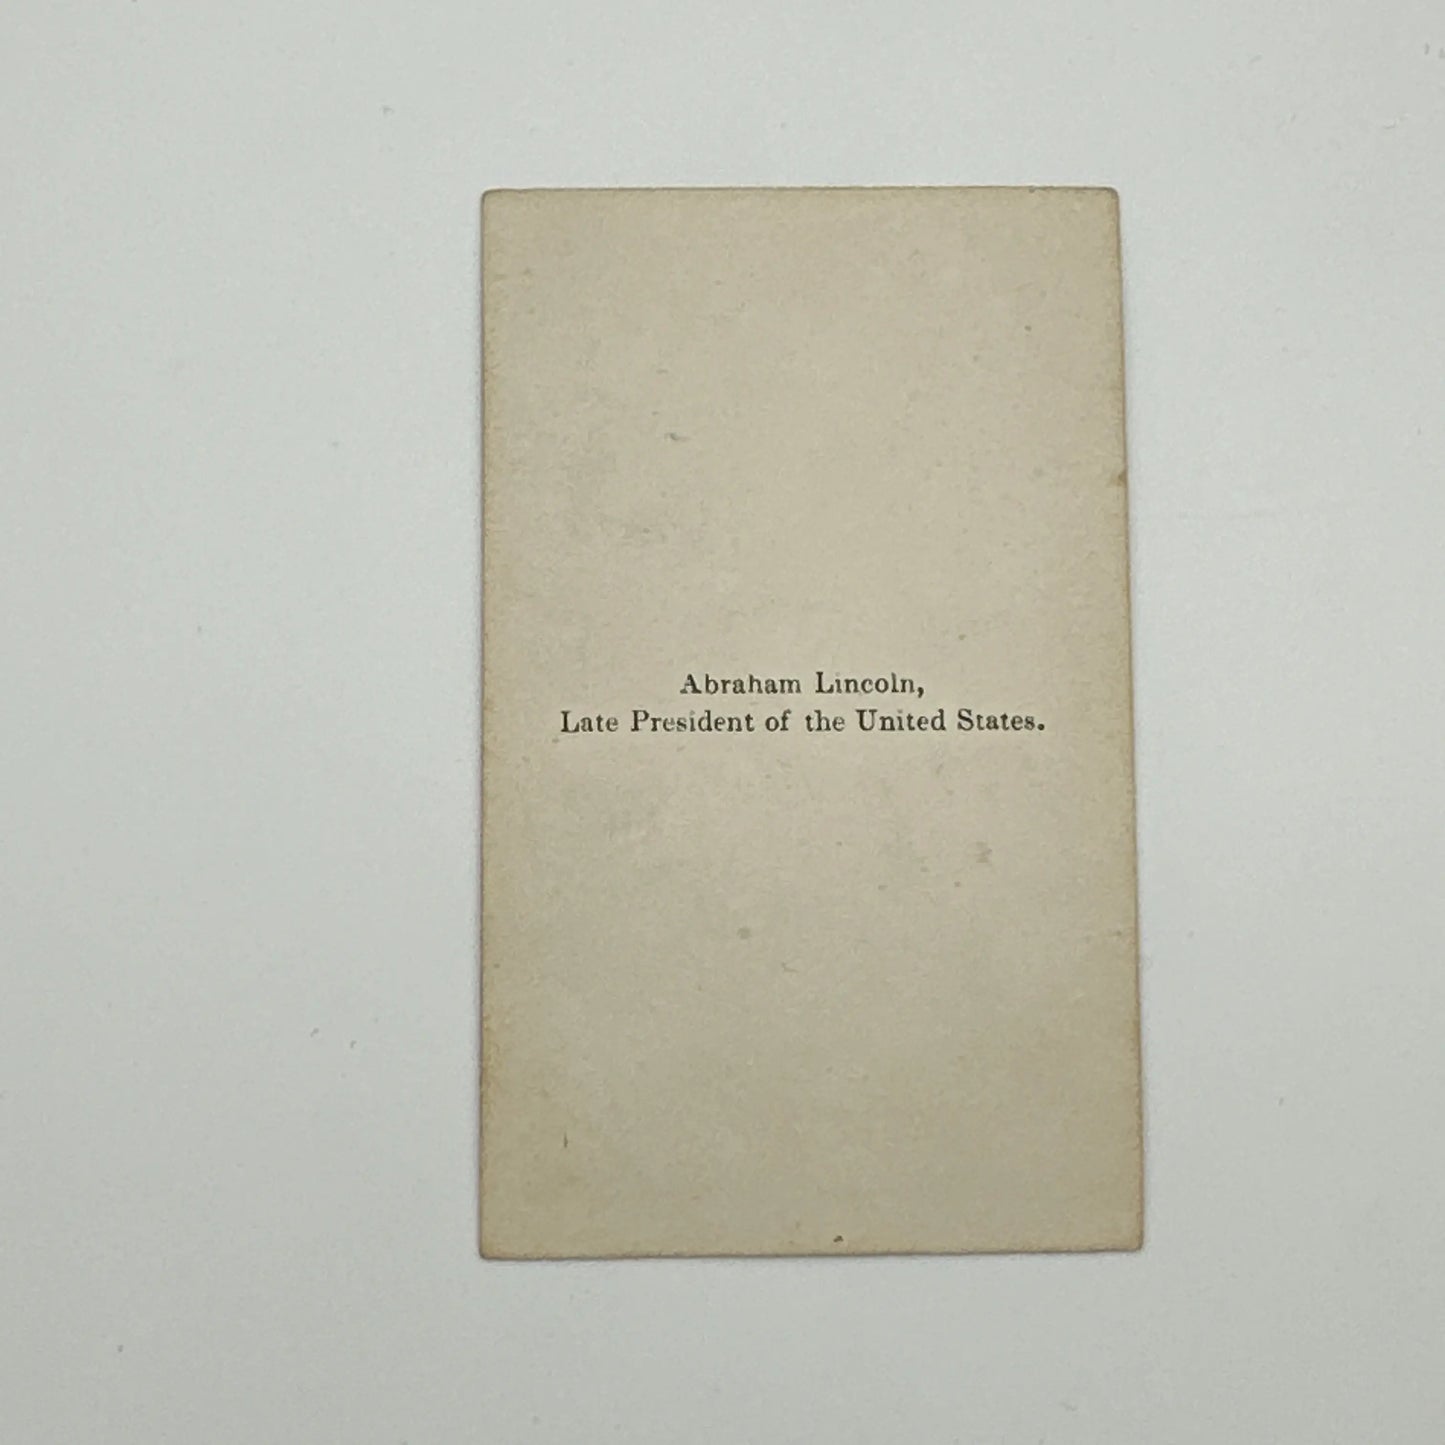 Abraham Lincoln,
Late President of the United States.